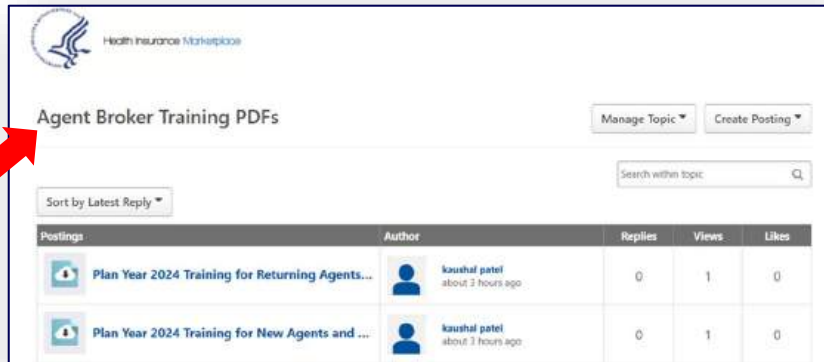 Health Insurance Marketplace
Agent Broker Training PDFs
Manage Topic
Create Posting
Search within topic
Sort by Latest Reply
Postings Author Replies Views Likes
Plan Year 2024 Training for Returning Agents... kaushal patel 0 1 0
about 3 hours ago
Plan Year 2024 Training for New Agents and ... kaushal patel 0 1 0
about 3 hours ago